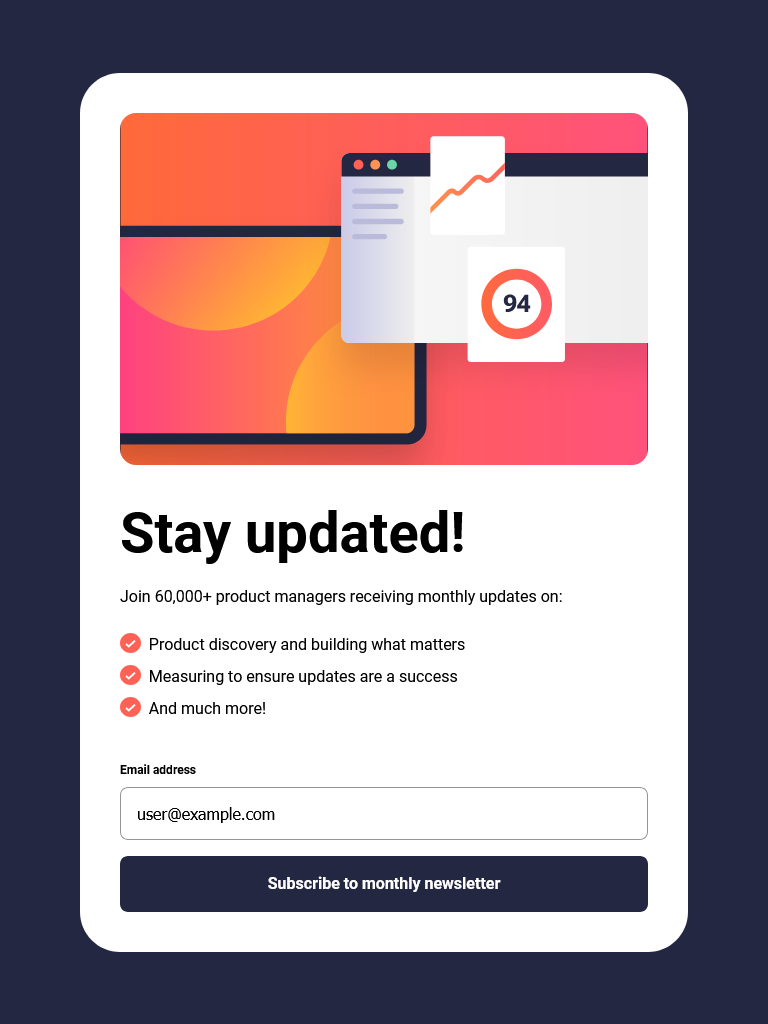 94
Stay updated!
Join 60,000+ product managers receiving monthly updates on:
Product discovery and building what matters
Measuring to ensure updates are a success
And much more!
Email address
user@example.com
Subscribe to monthly newsletter